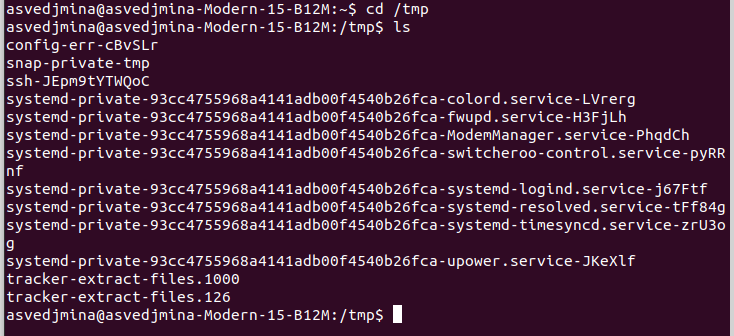 asvedjmina@asvedjmina-Modern-15-B12M:~$ cd /tmp
asvedjmina@asvedjmina-Modern-15-B12M:/tmp$ ls
config-err-cBvSLr
snap-private-tmp
ssh-JEpm9tYTWQoC
systemd-private-93cc4755968a4141adb00f4540b26fca-colord.service-LVrerg
systemd-private-93cc4755968a4141adb00f4540b26fca-fwupd.service-H3FjLh
systemd-private-93cc4755968a4141adb00f4540b26fca-ModemManager.service-PhqdCh
systemd-private-93cc4755968a4141adb00f4540b26fca-switcheroo-control.service-pyRR
nf
systemd-private-93cc4755968a4141adb00f4540b26fca-systemd-logind.service-j67Ftf
systemd-private-93cc4755968a4141adb00f4540b26fca-systemd-resolved.service-tFf84g
systemd-private-93cc4755968a4141adb00f4540b26fca-systemd-timesyncd.service-zrU3o
g
systemd-private-93cc4755968a4141adb00f4540b26fca-upower.service-JKeXlf
tracker-extract-files.1000
tracker-extract-files.126
asvedjmina@asvedjmina-Modern-15-B12M:/tmp$